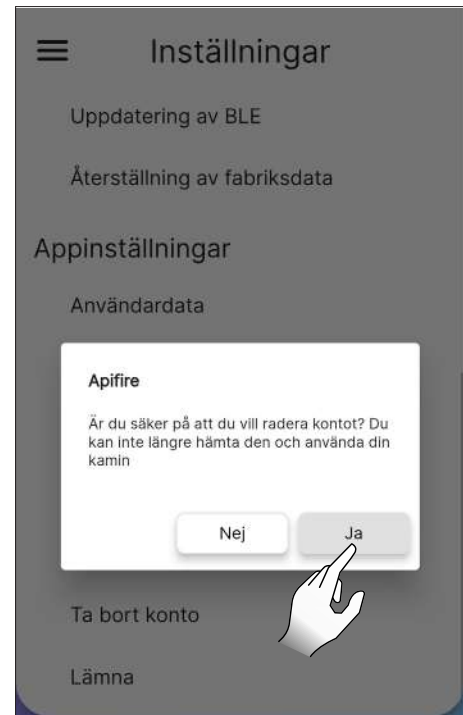 Inställningar
Uppdatering av BLE
Återställning av fabriksdata
Appinställningar
Användardata
Apifire
Är du säker på att du vill radera kontot? Du
kan inte längre hämta den och använda din
kamin
Nej
Ja
Ta bort konto
Lämna